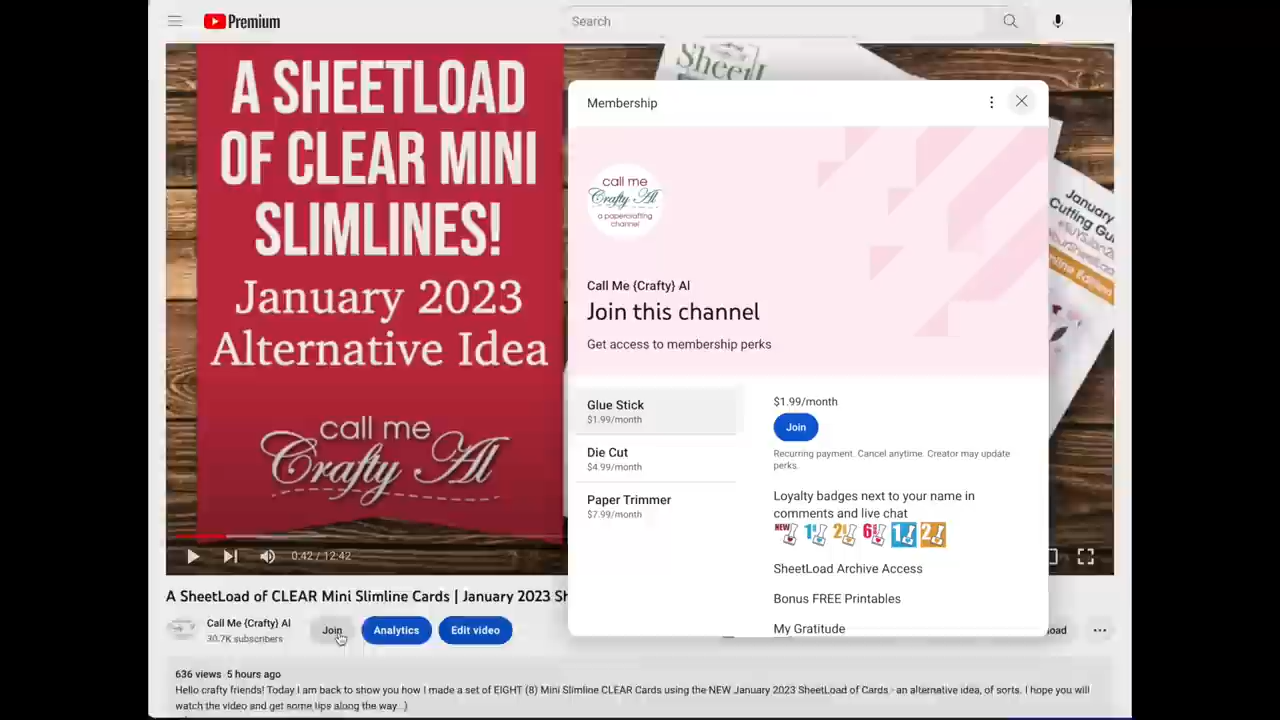 Premium
Search
A SHEETLOAD
OF CLEAR MINI
SLIMLINES!
January 2023
Alternative Idea
call me
Crafty Al
0:42 / 12:42
Membership
call me
Crafty Al
a papercrafting
channel
Call Me {Crafty} Al
Join this channel
Get access to membership perks
Glue Stick
$1.99/month
Die Cut
$4.99/month
Paper Trimmer
$7.99/month
$1.99/month
Join
Recurring payment. Cancel anytime. Creator may update
perks.
Loyalty badges next to your name in
comments and live chat
NEW
SheetLoad Archive Access
Bonus FREE Printables
My Gratitude
January
Cutting
A SheetLoad of CLEAR Mini Slimline Cards | January 2023
Call Me {Crafty} Al
30.7K subscribers
Join
Analytics
Edit video
636 views 5 hours ago
Hello crafty friends! Today I am back to show you how I made a set of EIGHT (8) Mini Slimline CLEAR Cards using the NEW January 2023 SheetLoad of Cards - an alternative idea, of sorts. I hope you will
watch the video and get some tips along the way...)